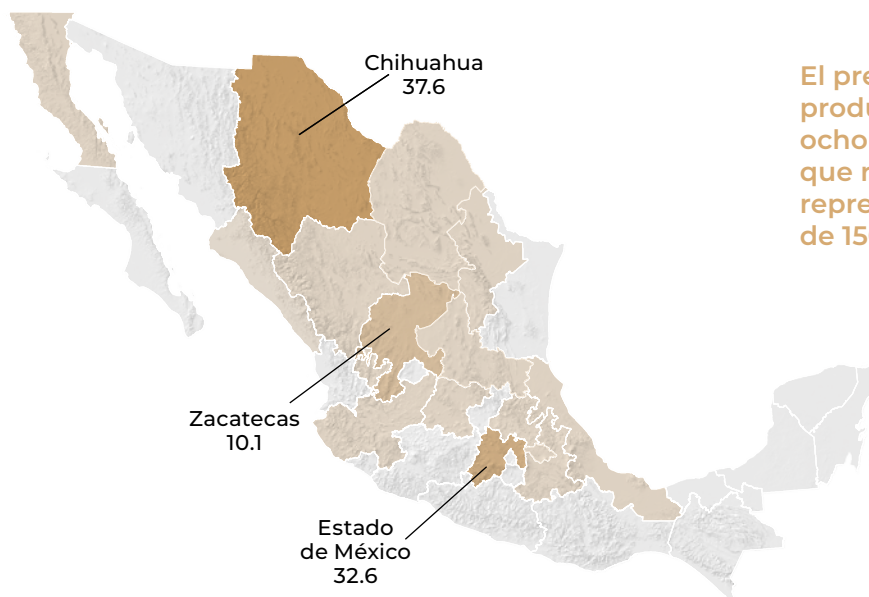 Chihuahua
37.6
El pre
produ
ocho
que r
repre
de 15
Zacatecas
10.1
Estado
de México
32.6